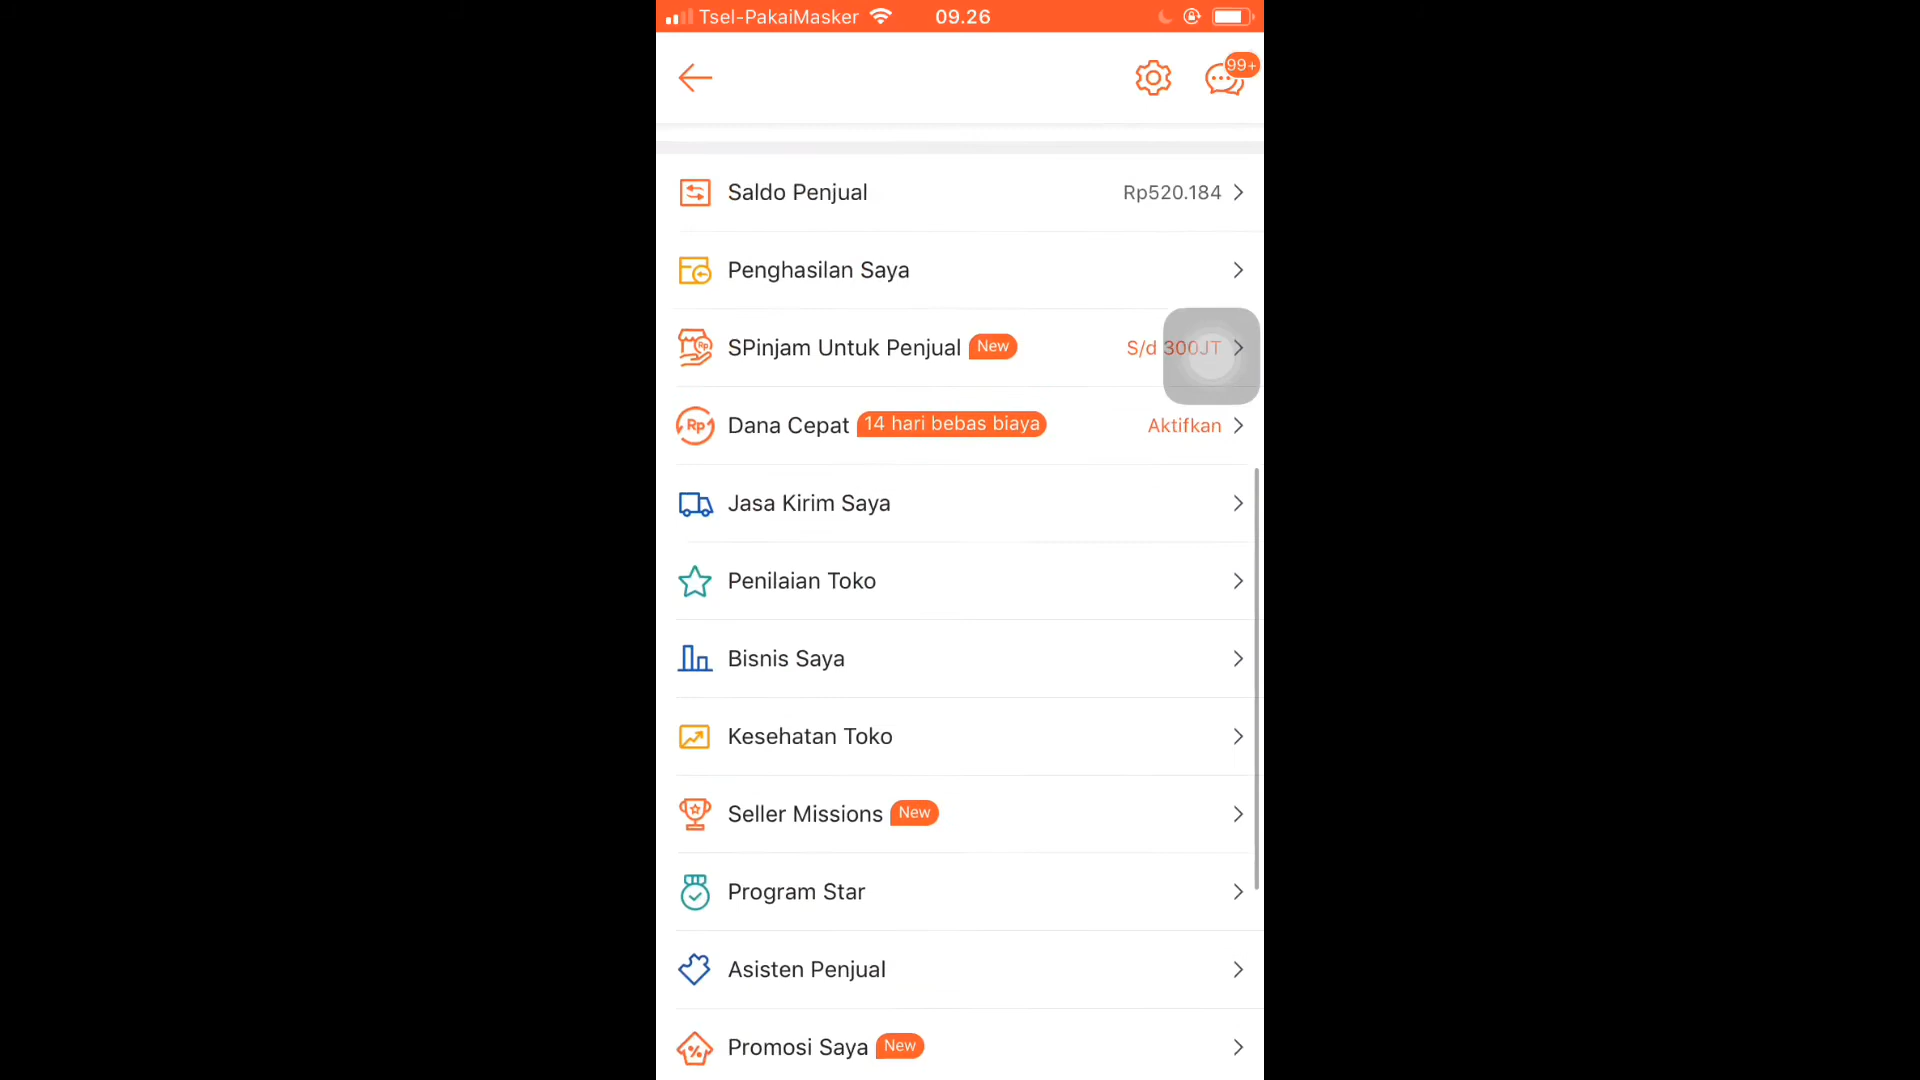 Tsel-PakaiMasker 09.26
99+
Saldo Penjual Rp520.184
Penghasilan Saya
SPinjam Untuk Penjual New S/d 300JT
Rp Dana Cepat 14 hari bebas biaya Aktifkan
Jasa Kirim Saya
Penilaian Toko
Bisnis Saya
Kesehatan Toko
Seller Missions New
Program Star
Asisten Penjual
% Promosi Saya New